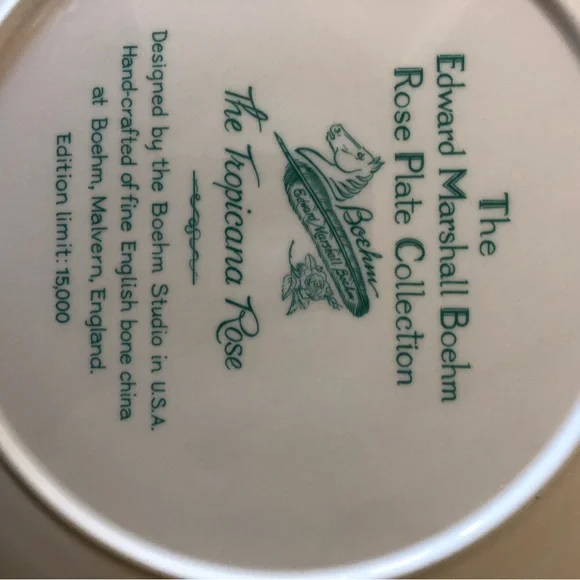 The
Edward Marshall Boehm
Rose Plate Collection
Boehm
Edward Marshall Boehm
The Tropicana Rose
Designed by the Boehm Studio in U.S.A.
Hand-crafted of fine English bone china
at Boehm, Malvern, England.
Edition limit: 15,000